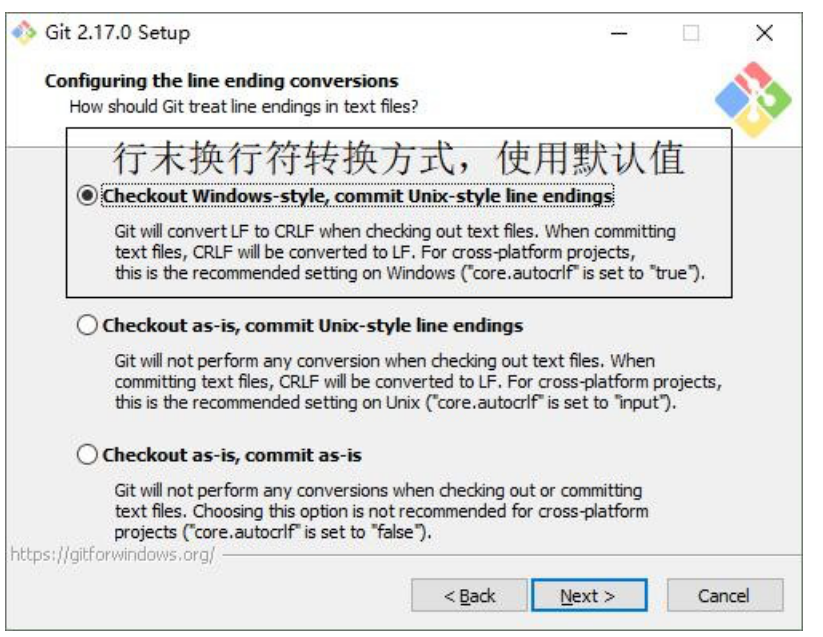 Git 2.17.0 Setup
Configuring the line ending conversions
How should Git treat line endings in text files?
行末换行符转换方式，使用默认值
Checkout Windows-style, commit Unix-style line endings
Git will convert LF to CRLF when checking out text files. When committing
text files, CRLF will be converted to LF. For cross-platform projects,
this is the recommended setting on Windows ("core.autocrlf" is set to "true").
Checkout as-is, commit Unix-style line endings
Git will not perform any conversion when checking out text files. When
committing text files, CRLF will be converted to LF. For cross-platform projects,
this is the recommended setting on Unix ("core.autocrlf" is set to "input").
Checkout as-is, commit as-is
Git will not perform any conversions when checking out or committing
text files. Choosing this option is not recommended for cross-platform
projects ("core.autocrlf" is set to "false").
https://gitforwindows.org/
< Back Next > Cancel